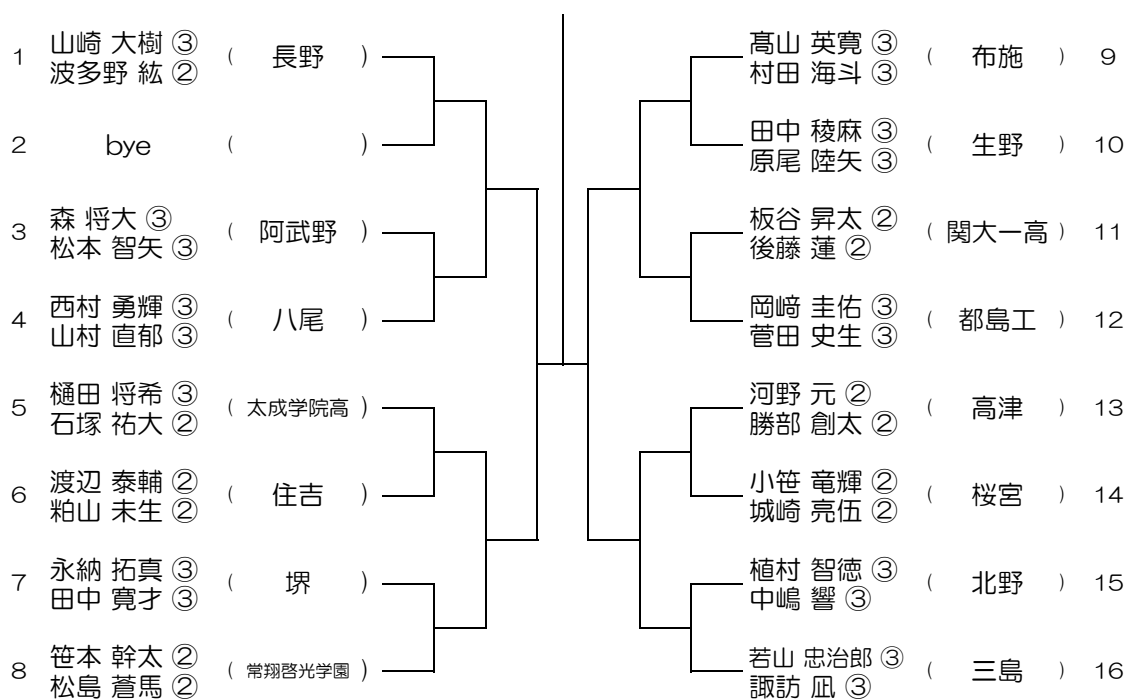 1 山崎 大樹 ③ ( 長野 )
波多野 紘 ②
2 bye ( )
3 森 将大 ③ ( 阿武野 )
松本 智矢 ③
4 西村 勇輝 ③ ( 八尾 )
山村 直郁 ③
5 樋田 将希 ③ ( 太成学院高 )
石塚 祐大 ②
6 渡辺 泰輔 ② ( 住吉 )
粕山 未生 ②
7 永納 拓真 ③ ( 堺 )
田中 寛才 ③
8 笹本 幹太 ② ( 常翔啓光学園 )
松島 蒼馬 ②
髙山 英寛 ③ ( 布施 ) 9
村田 海斗 ③
田中 稜麻 ③ ( 生野 ) 10
原尾 陸矢 ③
板谷 昇太 ② ( 関大一高 ) 11
後藤 蓮 ②
岡﨑 圭佑 ③ ( 都島工 ) 12
菅田 史生 ③
河野 元 ② ( 高津 ) 13
勝部 創太 ②
小笹 竜輝 ② ( 桜宮 ) 14
城崎 亮伍 ②
植村 智徳 ③ ( 北野 ) 15
中嶋 響 ③
若山 忠治郎 ③ ( 三島 ) 16
諏訪 凪 ③